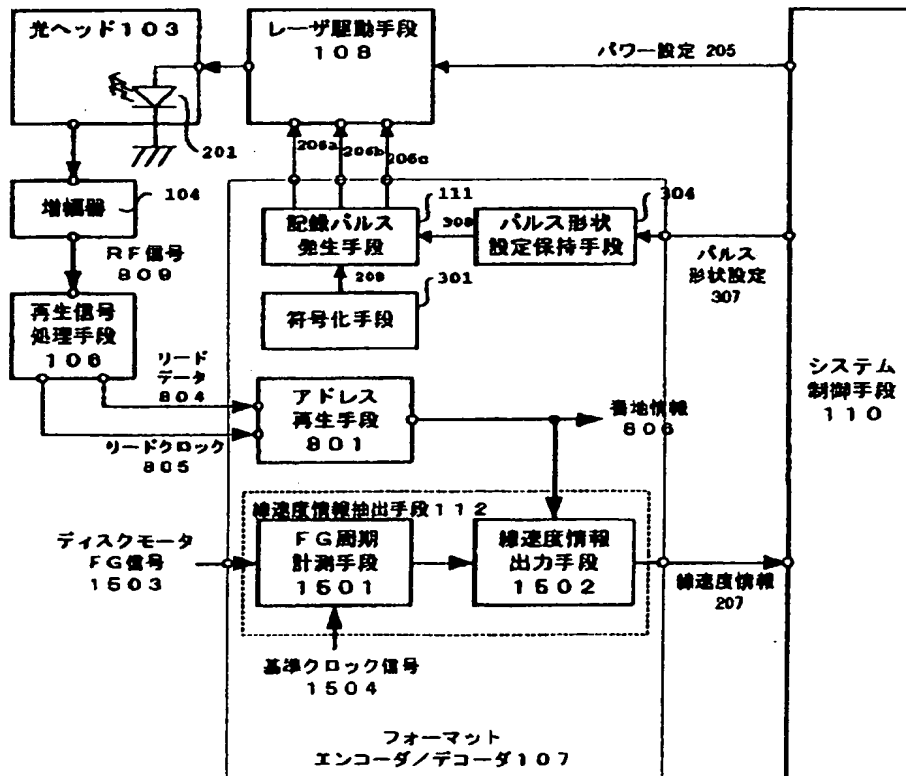 光ヘッド103
レーザ駆動手段
108
パワー設定 205
201
206a
206b
206c
増幅器
104
RF信号
809
記録パルス
発生手段
111
308
パルス形状
設定保持手段
304
パルス
形状設定
307
209
符号化手段
301
再生信号
処理手段
106
リード
データ
804
リードクロック
805
アドレス
再生手段
801
番地情報
806
システム
制御手段
110
線速度情報抽出手段112
ディスクモータ
FG信号
1503
FG周期
計測手段
1501
線速度情報
出力手段
1502
線速度情報
207
基準クロック信号
1504
フォーマット
エンコーダ/デコーダ107